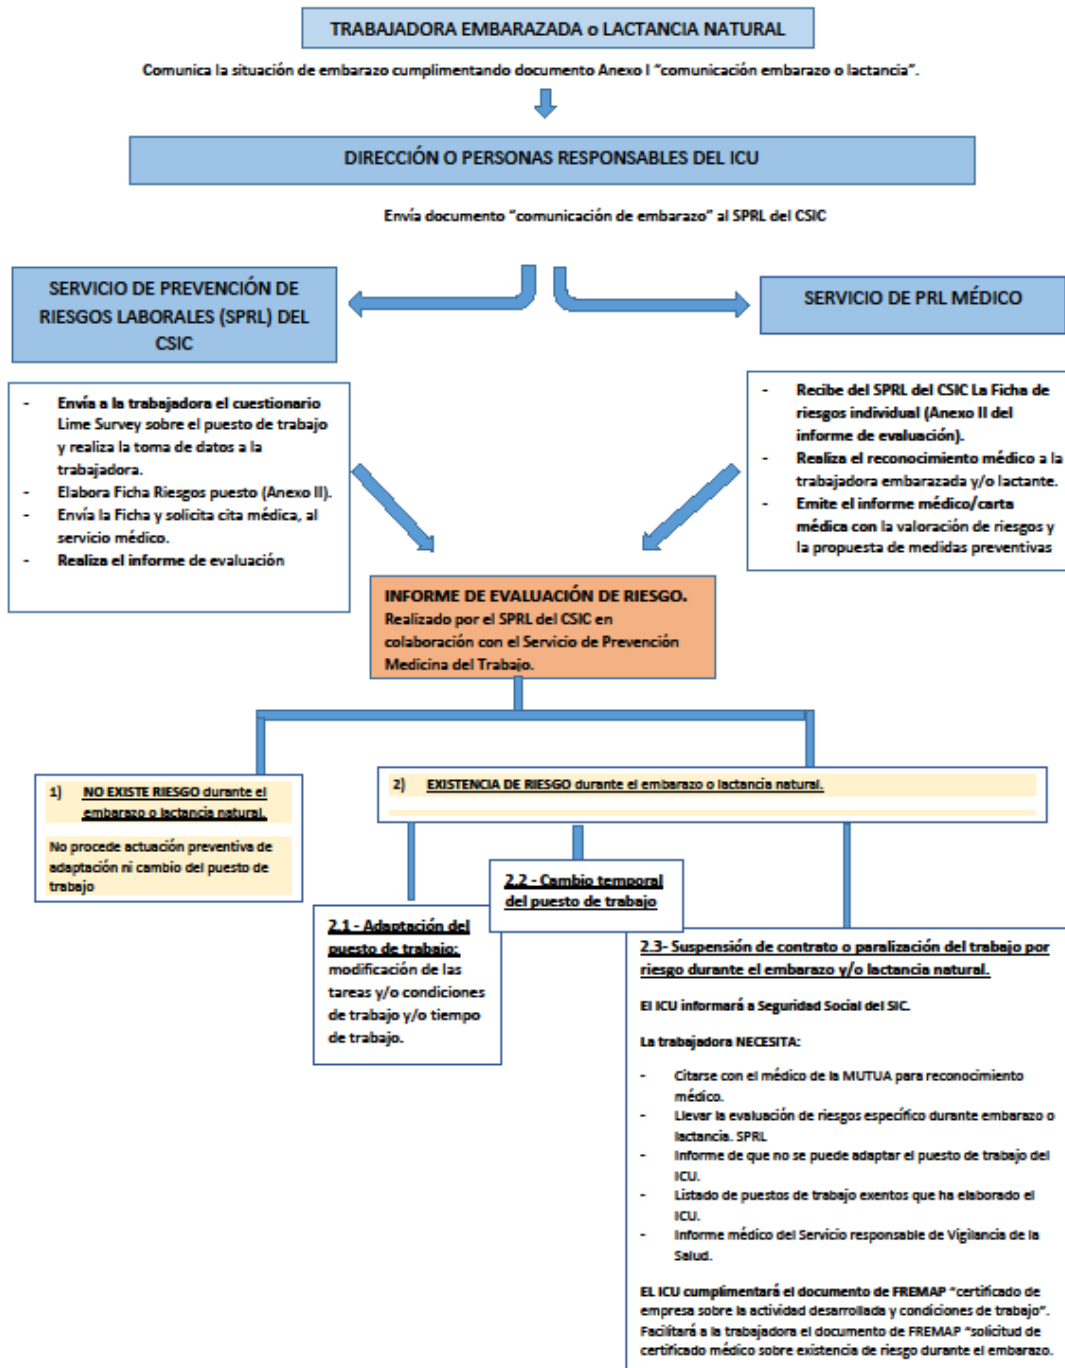 TRABAJADORA EMBARAZADA o LACTANCIA NATURAL
Comunica la situación de embarazo cumplimentando documento Anexo I "comunicación embarazo o lactancia".
DIRECCIÓN O PERSONAS RESPONSABLES DEL ICU
Envía documento "comunicación de embarazo" al SPRL del CSIC
SERVICIO DE PREVENCIÓN DE
RIESGOS LABORALES (SPRL) DEL
CSIC
- Envía a la trabajadora el cuestionario
Lime Survey sobre el puesto de trabajo
y realiza la toma de datos a la
trabajadora.
- Elabora Ficha Riesgos puesto (Anexo II).
- Envía la Ficha y solicita cita médica, al
servicio médico.
- Realiza el informe de evaluación
SERVICIO DE PRL MÉDICO
- Recibe del SPRL del CSIC La Ficha de
riesgos individual (Anexo II del
informe de evaluación).
- Realiza el reconocimiento médico a la
trabajadora embarazada y/o lactante.
- Emite el informe médico/carta
médica con la valoración de riesgos y
la propuesta de medidas preventivas
INFORME DE EVALUACIÓN DE RIESGO.
Realizado por el SPRL del CSIC en
colaboración con el Servicio de Prevención
Medicina del Trabajo.
1) NO EXISTE RIESGO durante el
embarazo o lactancia natural.
No procede actuación preventiva de
adaptación ni cambio del puesto de
trabajo
2) EXISTENCIA DE RIESGO durante el embarazo o lactancia natural.
2.1 - Adaptación del
puesto de trabajo:
modificación de las
tareas y/o condiciones
de trabajo y/o tiempo
de trabajo.
2.2 - Cambio temporal
del puesto de trabajo
2.3- Suspensión de contrato o paralización del trabajo por
riesgo durante el embarazo y/o lactancia natural.
El ICU informará a Seguridad Social del SIC.
La trabajadora NECESITA:
- Citarse con el médico de la MUTUA para reconocimiento
médico.
- Llevar la evaluación de riesgos específico durante embarazo o
lactancia. SPRL
- Informe de que no se puede adaptar el puesto de trabajo del
ICU.
- Listado de puestos de trabajo exentos que ha elaborado el
ICU.
- Informe médico del Servicio responsable de Vigilancia de la
Salud.
EL ICU cumplimentará el documento de FREMAP "certificado de
empresa sobre la actividad desarrollada y condiciones de trabajo".
Facilitará a la trabajadora el documento de FREMAP "solicitud de
certificado médico sobre existencia de riesgo durante el embarazo.